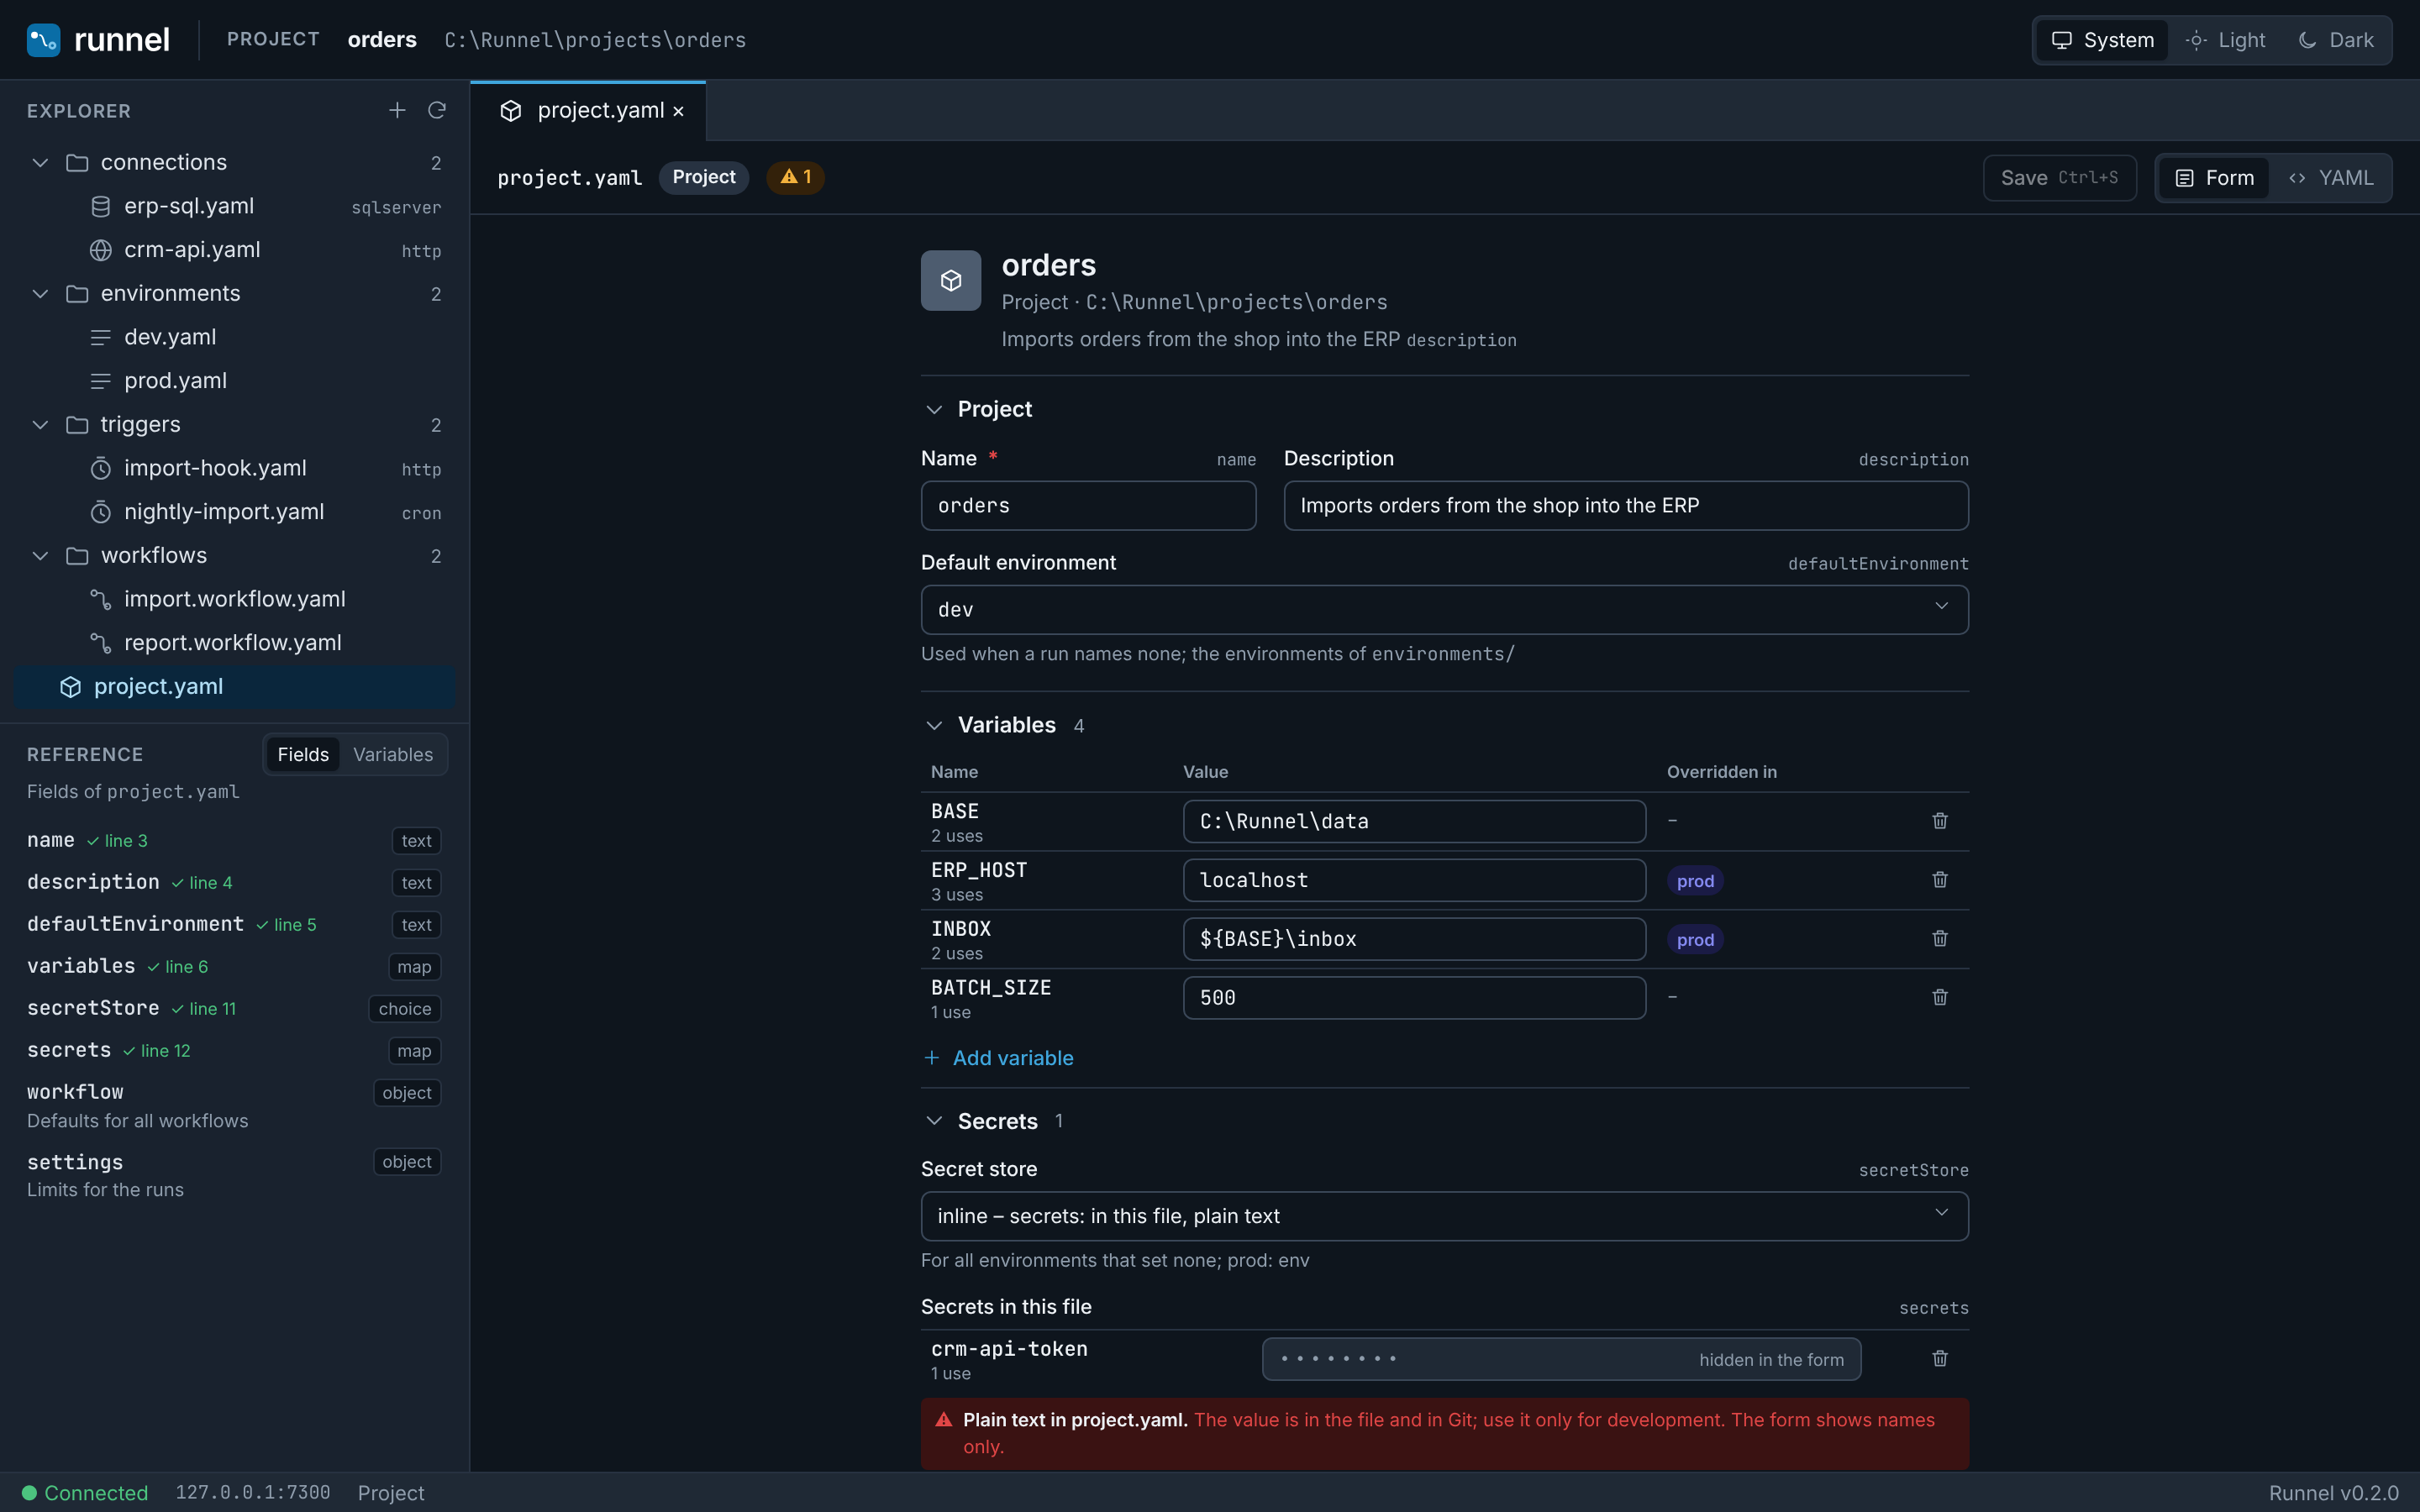 runnel
PROJECT orders C:\Runnel\projects\orders
System Light Dark
EXPLORER
connections 2
erp-sql.yaml sqlserver
crm-api.yaml http
environments 2
dev.yaml
prod.yaml
triggers 2
import-hook.yaml http
nightly-import.yaml cron
workflows 2
import.workflow.yaml
report.workflow.yaml
project.yaml
REFERENCE Fields Variables
Fields of project.yaml
name ✓ line 3 text
description ✓ line 4 text
defaultEnvironment ✓ line 5 text
variables ✓ line 6 map
secretStore ✓ line 11 choice
secrets ✓ line 12 map
workflow object
Defaults for all workflows
settings object
Limits for the runs
project.yaml ×
project.yaml Project 1
Save Ctrl+S Form YAML
orders
Project · C:\Runnel\projects\orders
Imports orders from the shop into the ERP description
Project
Name * name Description description
orders Imports orders from the shop into the ERP
Default environment defaultEnvironment
dev
Used when a run names none; the environments of environments/
Variables 4
Name Value Overridden in
BASE C:\Runnel\data –
2 uses
ERP_HOST localhost prod
3 uses
INBOX ${BASE}\inbox prod
2 uses
BATCH_SIZE 500 –
1 use
+ Add variable
Secrets 1
Secret store secretStore
inline – secrets: in this file, plain text
For all environments that set none; prod: env
Secrets in this file secrets
crm-api-token •••••••• hidden in the form
1 use
Plain text in project.yaml. The value is in the file and in Git; use it only for development. The form shows names
only.
Connected 127.0.0.1:7300 Project Runnel v0.2.0